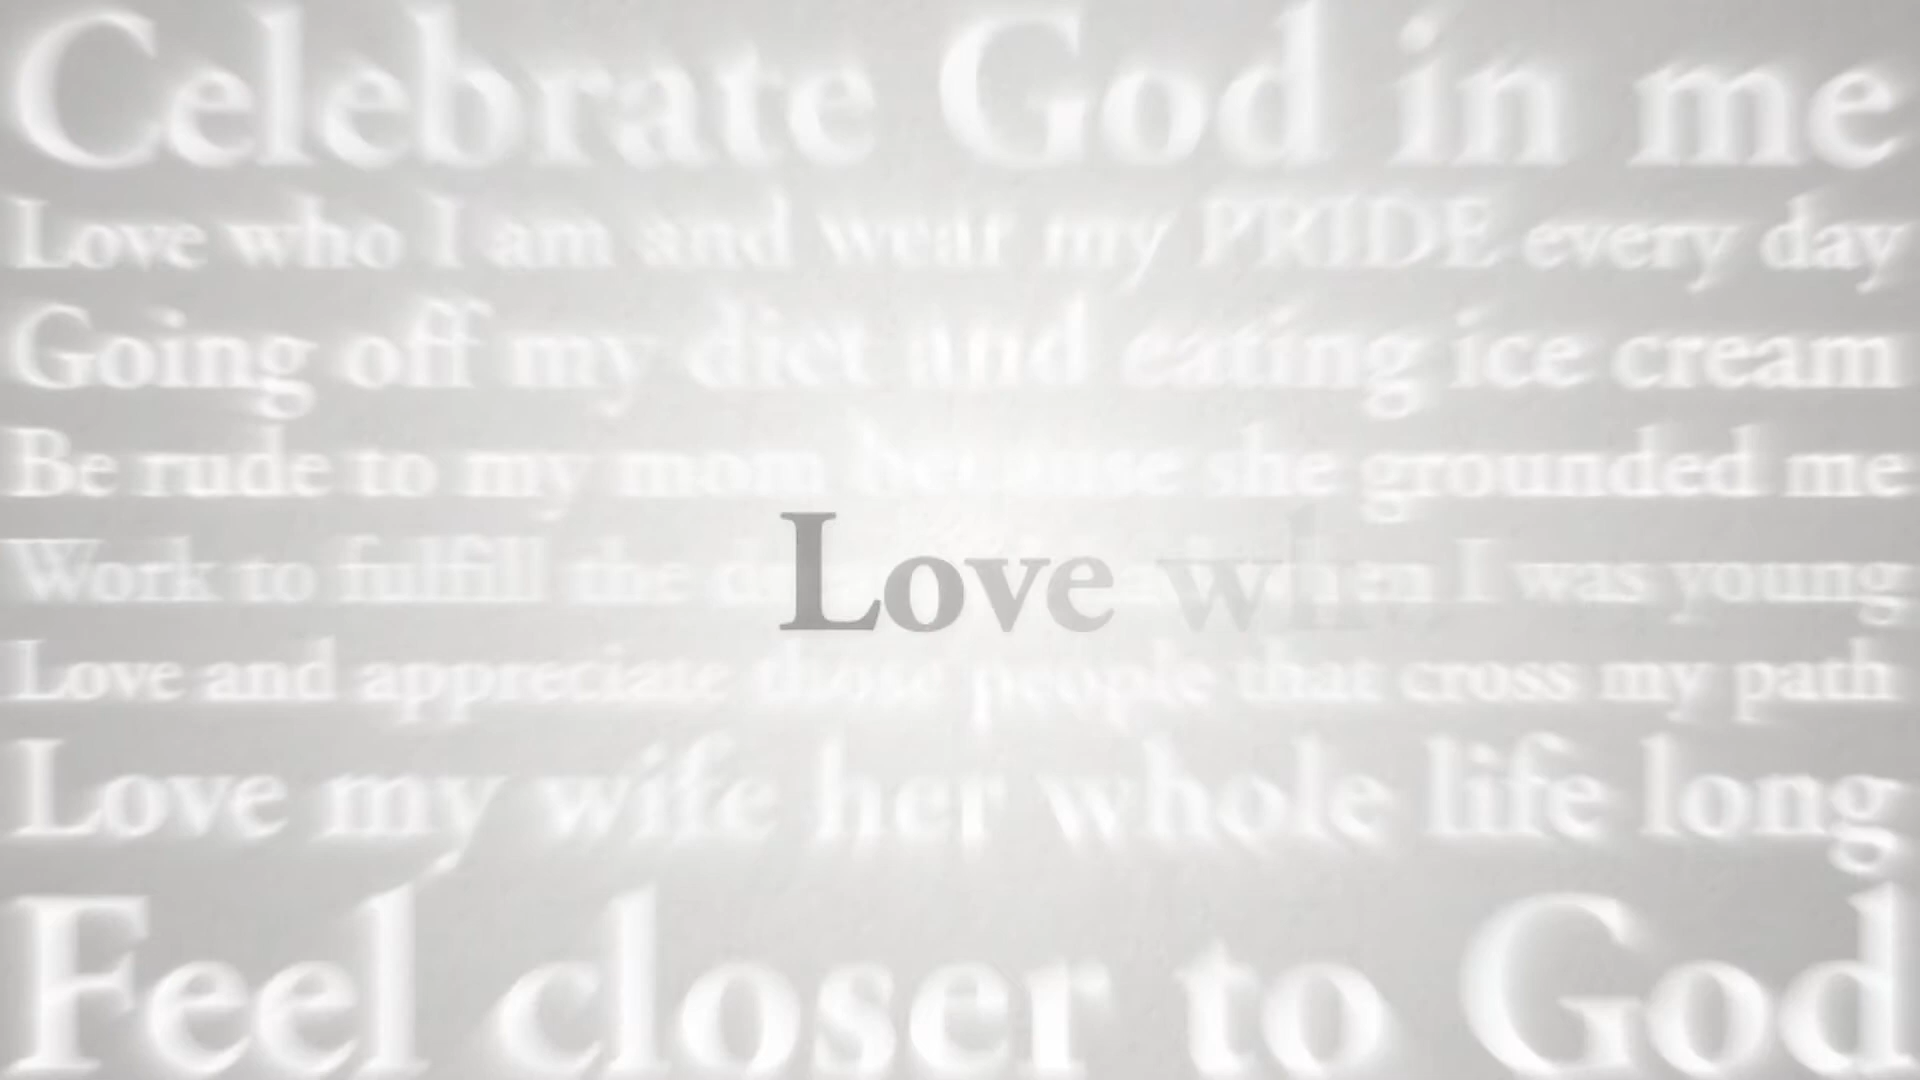 Celebrate God in me
Love who I am and wear my PRIDE every day
Going off my diet and eating ice cream
Be rude to my mom because she grounded me
Work to fulfill the when I was young
Love wh
Love and appreciate those people that cross my path
Love my wife her whole life long
Feel closer to God